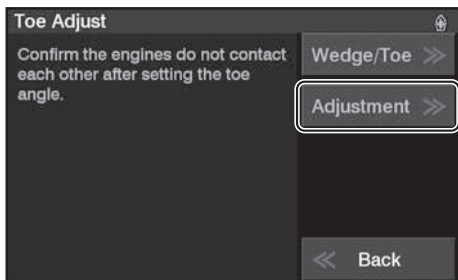 Toe Adjust
Confirm the engines do not contact
each other after setting the toe
angle.
Wedge/Toe
Adjustment
Back